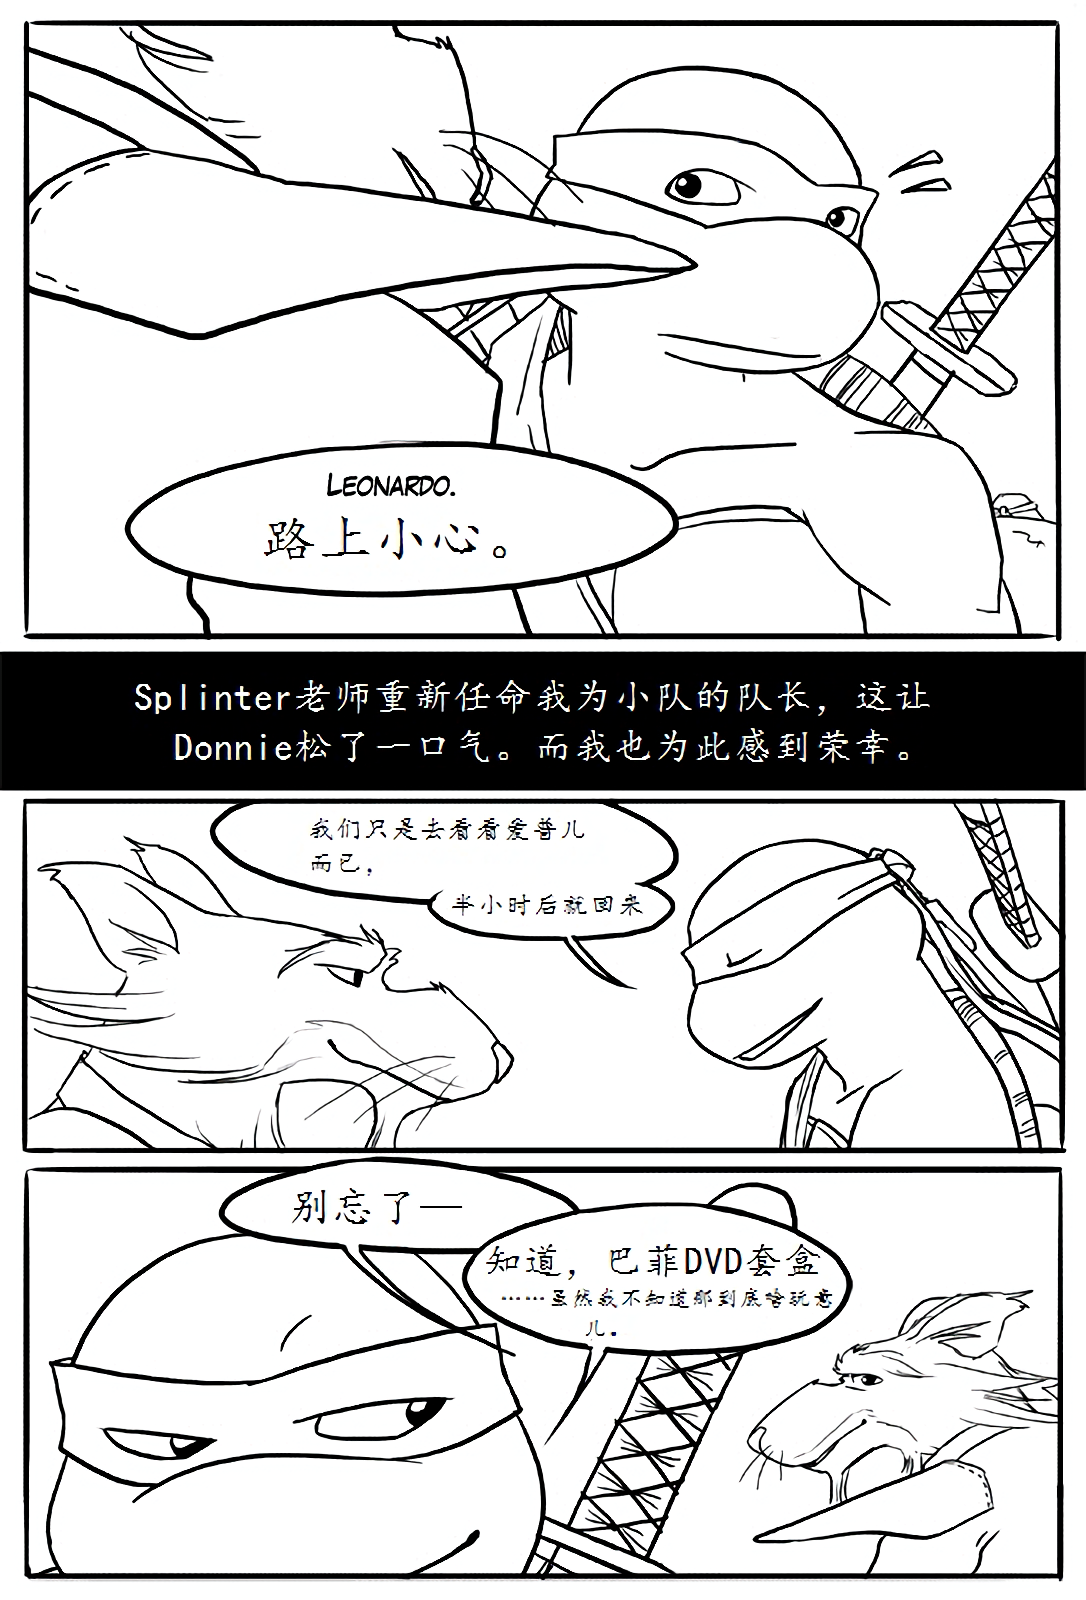 LEONARDO.
路上小心。
Splinter老师重新任命我为小队的队长，这让
Donnie松了一口气。而我也为此感到荣幸。
我们只是去看看爱普儿
而已，
半小时后就回来
别忘了—
知道，巴菲DVD套盒
……虽然我不知道那到底啥玩意
儿。